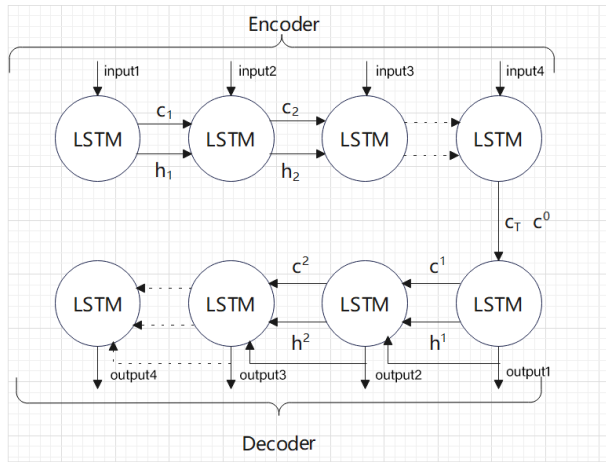 Encoder
input1 input2 input3 input4
c₁ c₂
LSTM LSTM LSTM LSTM
h₁ h₂
c_T c⁰
c² c¹
LSTM LSTM LSTM LSTM
h² h¹
output4 output3 output2 output1
Decoder